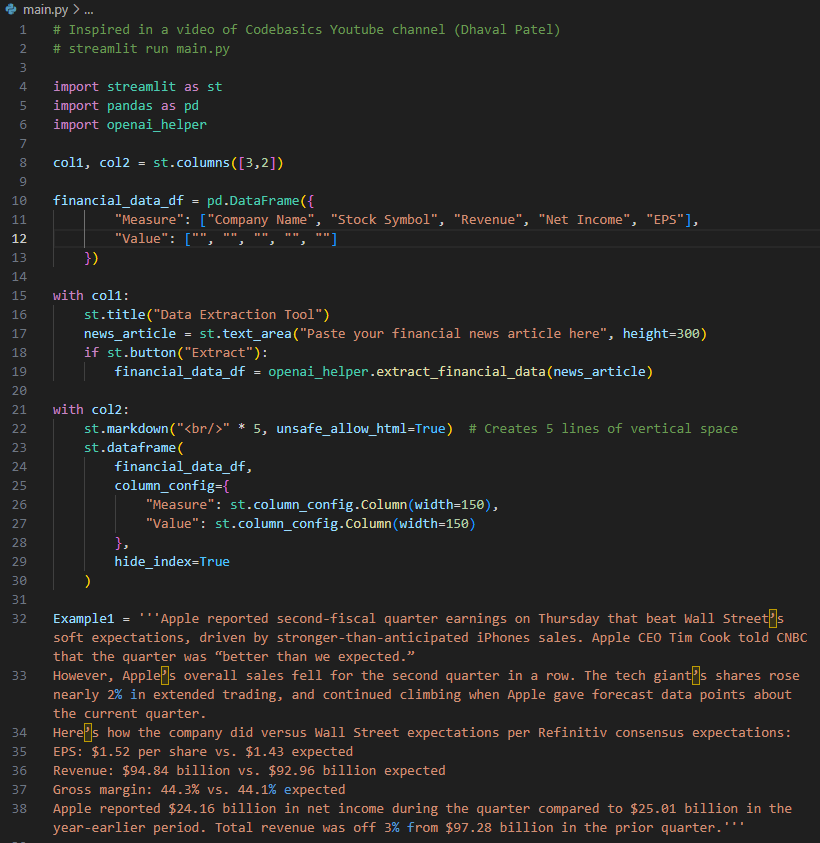 main.py > ...
1 # Inspired in a video of Codebasics Youtube channel (Dhaval Patel)
2 # streamlit run main.py
3
4 import streamlit as st
5 import pandas as pd
6 import openai_helper
7
8 col1, col2 = st.columns([3,2])
9
10 financial_data_df = pd.DataFrame({
11         "Measure": ["Company Name", "Stock Symbol", "Revenue", "Net Income", "EPS"],
12         "Value": ["", "", "", "", ""]
13     })
14
15 with col1:
16     st.title("Data Extraction Tool")
17     news_article = st.text_area("Paste your financial news article here", height=300)
18     if st.button("Extract"):
19         financial_data_df = openai_helper.extract_financial_data(news_article)
20
21 with col2:
22     st.markdown("<br/>" * 5, unsafe_allow_html=True)  # Creates 5 lines of vertical space
23     st.dataframe(
24         financial_data_df,
25         column_config={
26             "Measure": st.column_config.Column(width=150),
27             "Value": st.column_config.Column(width=150)
28         },
29         hide_index=True
30     )
31
32 Example1 = '''Apple reported second-fiscal quarter earnings on Thursday that beat Wall Street’s
soft expectations, driven by stronger-than-anticipated iPhones sales. Apple CEO Tim Cook told CNBC
that the quarter was “better than we expected.”
33 However, Apple’s overall sales fell for the second quarter in a row. The tech giant’s shares rose
nearly 2% in extended trading, and continued climbing when Apple gave forecast data points about
the current quarter.
34 Here’s how the company did versus Wall Street expectations per Refinitiv consensus expectations:
35 EPS: $1.52 per share vs. $1.43 expected
36 Revenue: $94.84 billion vs. $92.96 billion expected
37 Gross margin: 44.3% vs. 44.1% expected
38 Apple reported $24.16 billion in net income during the quarter compared to $25.01 billion in the
year-earlier period. Total revenue was off 3% from $97.28 billion in the prior quarter.'''